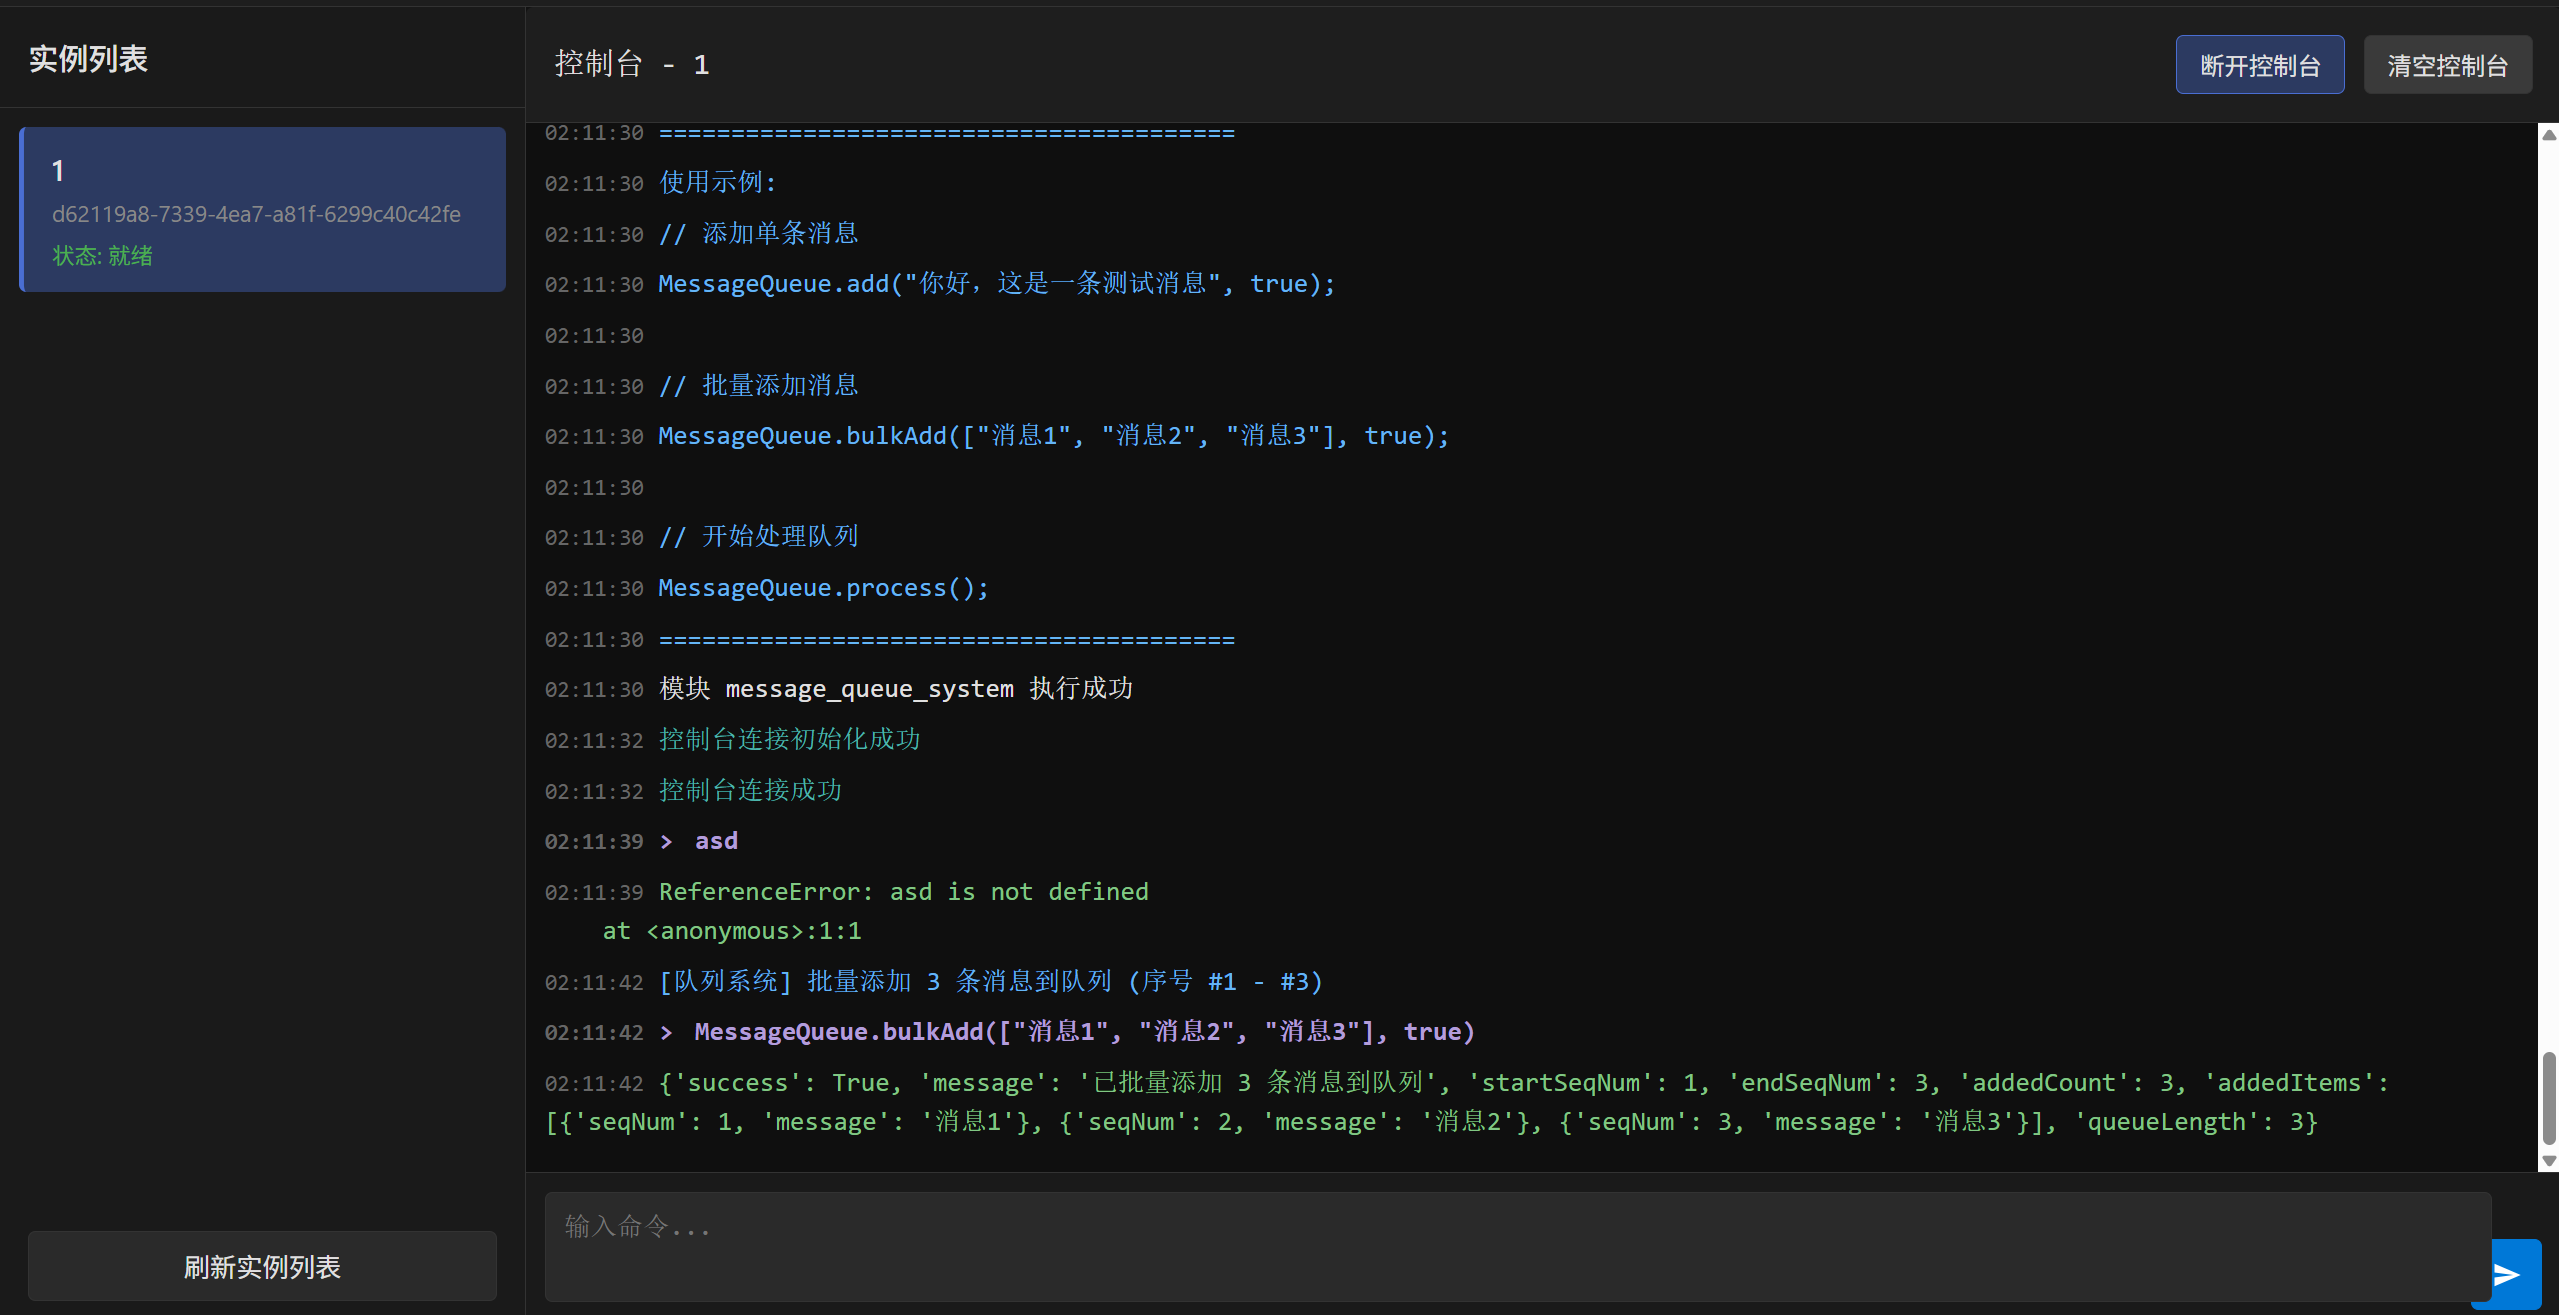 实例列表
1
d62119a8-7339-4ea7-a81f-6299c40c42fe
状态: 就绪
刷新实例列表
控制台 - 1
断开控制台
清空控制台
02:11:30 ========================================
02:11:30 使用示例:
02:11:30 // 添加单条消息
02:11:30 MessageQueue.add("你好，这是一条测试消息", true);
02:11:30
02:11:30 // 批量添加消息
02:11:30 MessageQueue.bulkAdd(["消息1", "消息2", "消息3"], true);
02:11:30
02:11:30 // 开始处理队列
02:11:30 MessageQueue.process();
02:11:30 ========================================
02:11:30 模块 message_queue_system 执行成功
02:11:32 控制台连接初始化成功
02:11:32 控制台连接成功
02:11:39 > asd
02:11:39 ReferenceError: asd is not defined
    at <anonymous>:1:1
02:11:42 [队列系统] 批量添加 3 条消息到队列 (序号 #1 - #3)
02:11:42 > MessageQueue.bulkAdd(["消息1", "消息2", "消息3"], true)
02:11:42 {'success': True, 'message': '已批量添加 3 条消息到队列', 'startSeqNum': 1, 'endSeqNum': 3, 'addedCount': 3, 'addedItems':
[{'seqNum': 1, 'message': '消息1'}, {'seqNum': 2, 'message': '消息2'}, {'seqNum': 3, 'message': '消息3'}], 'queueLength': 3}
输入命令...